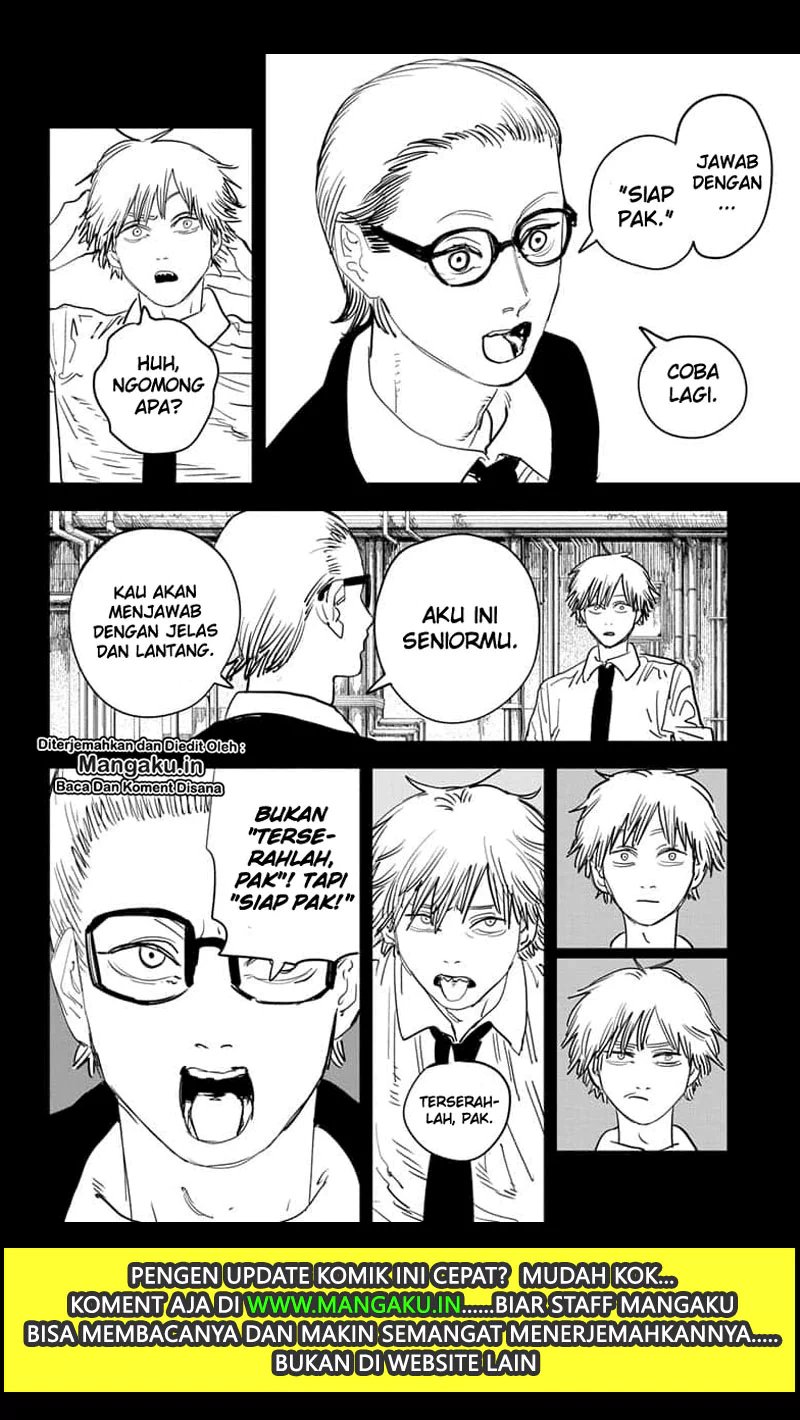 JAWAB
DENGAN
...
"SIAP
PAK."
COBA
LAGI.
HUH,
NGOMONG
APA?
AKU INI
SENIORMU.
KAU AKAN
MENJAWAB
DENGAN JELAS
DAN LANTANG.
Diterjemahkan dan Diedit Oleh :
Mangaku.in
Baca Dan Koment Disana
TERSERAH-
LAH, PAK.
BUKAN
"TERSE-
RAHLAH,
PAK"! TAPI
"SIAP PAK!"
PENGEN UPDATE KOMIK INI CEPAT? MUDAH KOK...
KOMENT AJA DI WWW.MANGAKU.IN......BIAR STAFF MANGAKU
BISA MEMBACANYA DAN MAKIN SEMANGAT MENERJEMAHKANNYA.....
BUKAN DI WEBSITE LAIN